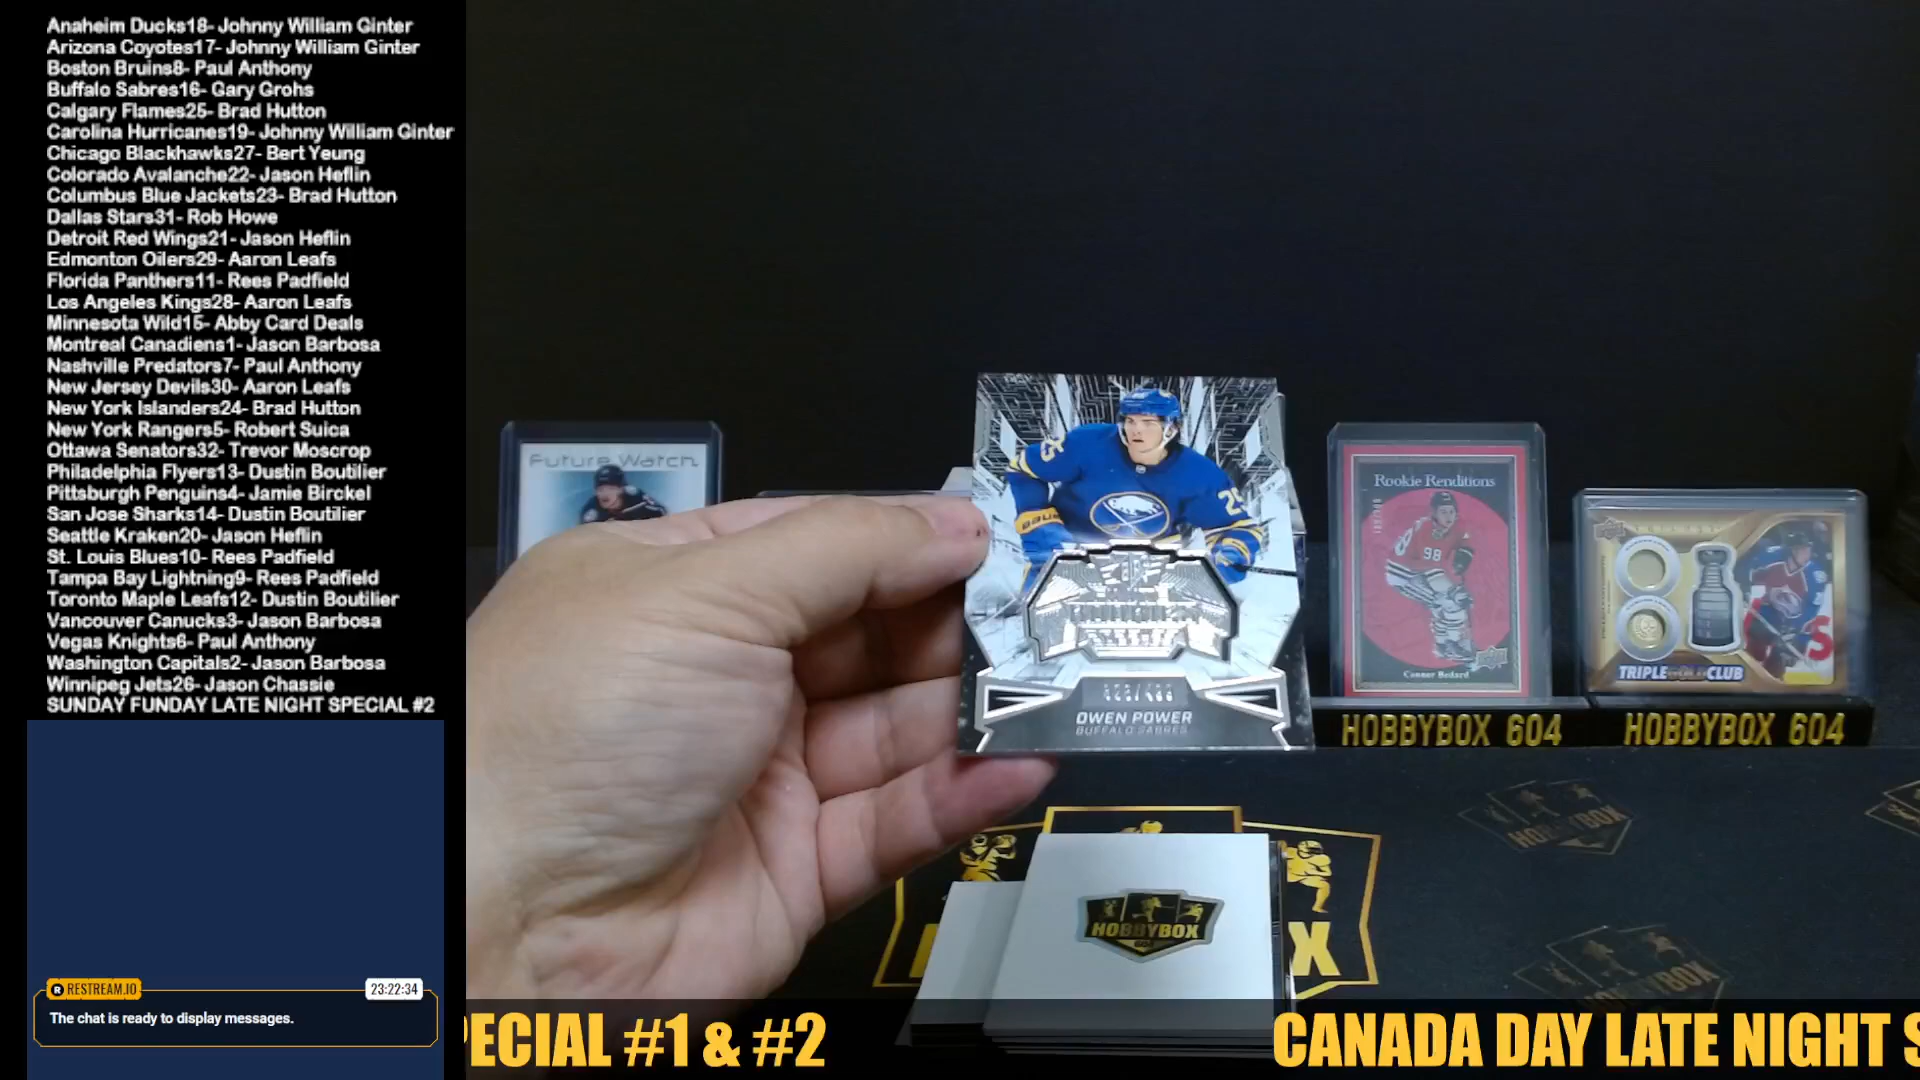 Anaheim Ducks18- Johnny William Ginter
Arizona Coyotes17- Johnny William Ginter
Boston Bruins8- Paul Anthony
Buffalo Sabres16- Gary Grohs
Calgary Flames25- Brad Hutton
Carolina Hurricanes19- Johnny William Ginter
Chicago Blackhawks27- Bert Yeung
Colorado Avalanche22- Jason Heflin
Columbus Blue Jackets23- Brad Hutton
Dallas Stars31- Rob Howe
Detroit Red Wings21- Jason Heflin
Edmonton Oilers29- Aaron Leafs
Florida Panthers11- Rees Padfield
Los Angeles Kings28- Aaron Leafs
Minnesota Wild15- Abby Card Deals
Montreal Canadiens1- Jason Barbosa
Nashville Predators7- Paul Anthony
New Jersey Devils30- Aaron Leafs
New York Islanders24- Brad Hutton
New York Rangers5- Robert Suica
Ottawa Senators32- Trevor Moscrop
Philadelphia Flyers13- Dustin Boutilier
Pittsburgh Penguins4- Jamie Birckel
San Jose Sharks14- Dustin Boutilier
Seattle Kraken20- Jason Heflin
St. Louis Blues10- Rees Padfield
Tampa Bay Lightning9- Rees Padfield
Toronto Maple Leafs12- Dustin Boutilier
Vancouver Canucks3- Jason Barbosa
Vegas Knights6- Paul Anthony
Washington Capitals2- Jason Barbosa
Winnipeg Jets26- Jason Chassie
SUNDAY FUNDAY LATE NIGHT SPECIAL #2
RESTREAM.IO
23:22:34
The chat is ready to display messages.
Future Watch
25
25
OWEN POWER
BUFFALO SABRES
Rookie Renditions
98
Connor Bedard
TRIPLE GOLD CLUB
HOBBYBOX 604
HOBBYBOX 604
HOBBYBOX
604
HOBBYBOX
HOBBYBOX
X
PECIAL #1 & #2
CANADA DAY LATE NIGHT S